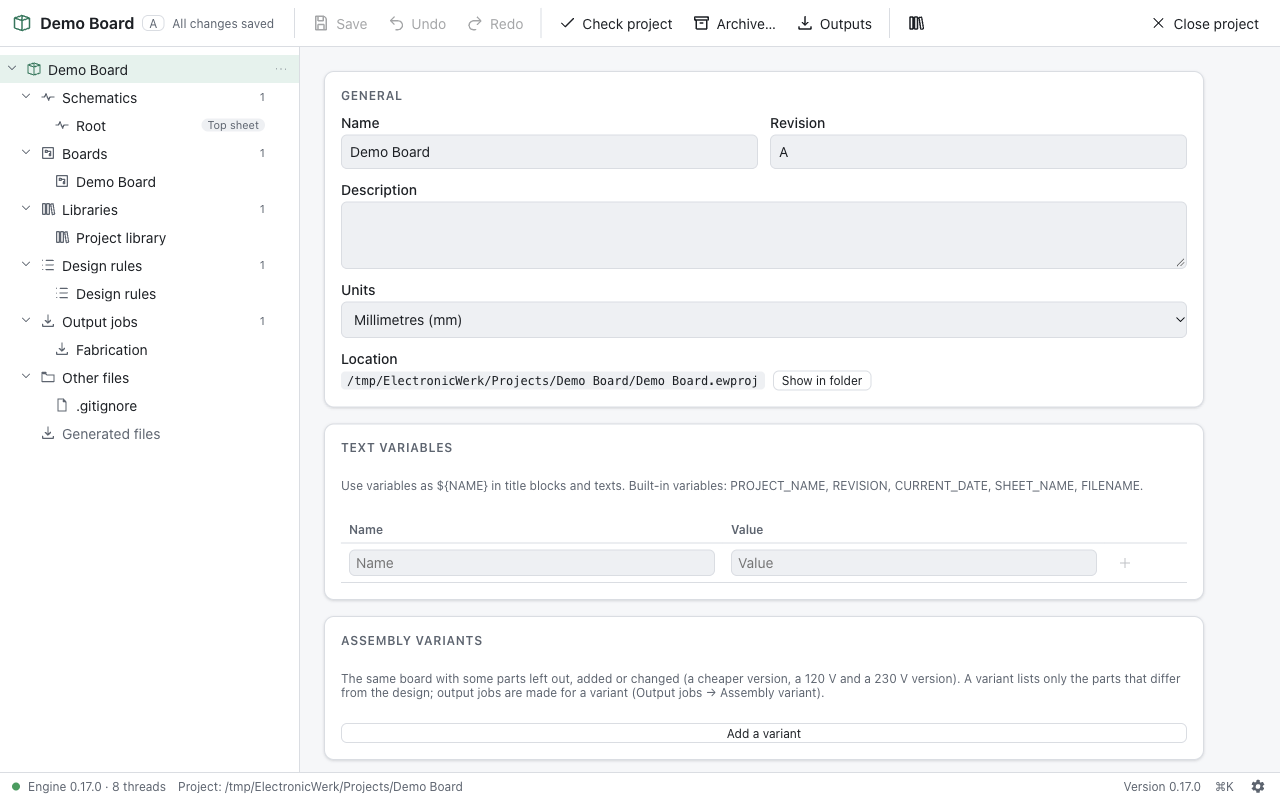 Demo Board A All changes saved Save Undo Redo Check project Archive... Outputs Close project
Demo Board ...
Schematics 1
Root Top sheet
Boards 1
Demo Board
Libraries 1
Project library
Design rules 1
Design rules
Output jobs 1
Fabrication
Other files
.gitignore
Generated files
GENERAL
Name Revision
Demo Board A
Description
Units
Millimetres (mm)
Location
/tmp/ElectronicWerk/Projects/Demo Board/Demo Board.ewproj Show in folder
TEXT VARIABLES
Use variables as ${NAME} in title blocks and texts. Built-in variables: PROJECT_NAME, REVISION, CURRENT_DATE, SHEET_NAME, FILENAME.
Name Value
Name Value +
ASSEMBLY VARIANTS
The same board with some parts left out, added or changed (a cheaper version, a 120 V and a 230 V version). A variant lists only the parts that differ
from the design; output jobs are made for a variant (Output jobs → Assembly variant).
Add a variant
Engine 0.17.0 · 8 threads Project: /tmp/ElectronicWerk/Projects/Demo Board Version 0.17.0 ⌘K